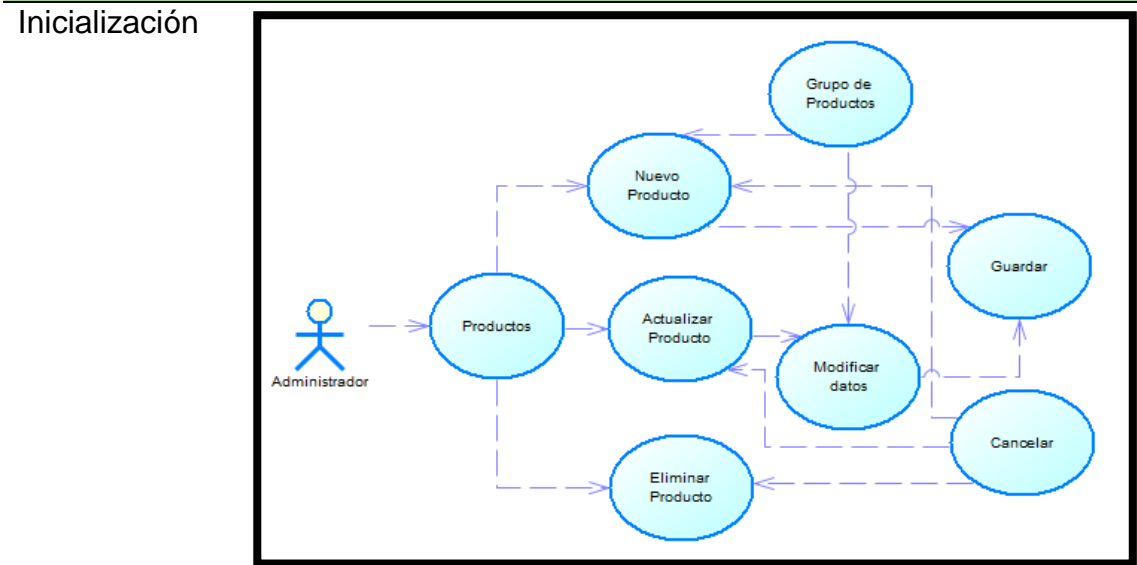 Inicialización
Grupo de
Productos
Nuevo
Producto
Guardar
Productos
Actualizar
Producto
Administrador
Modificar
datos
Cancelar
Eliminar
Producto